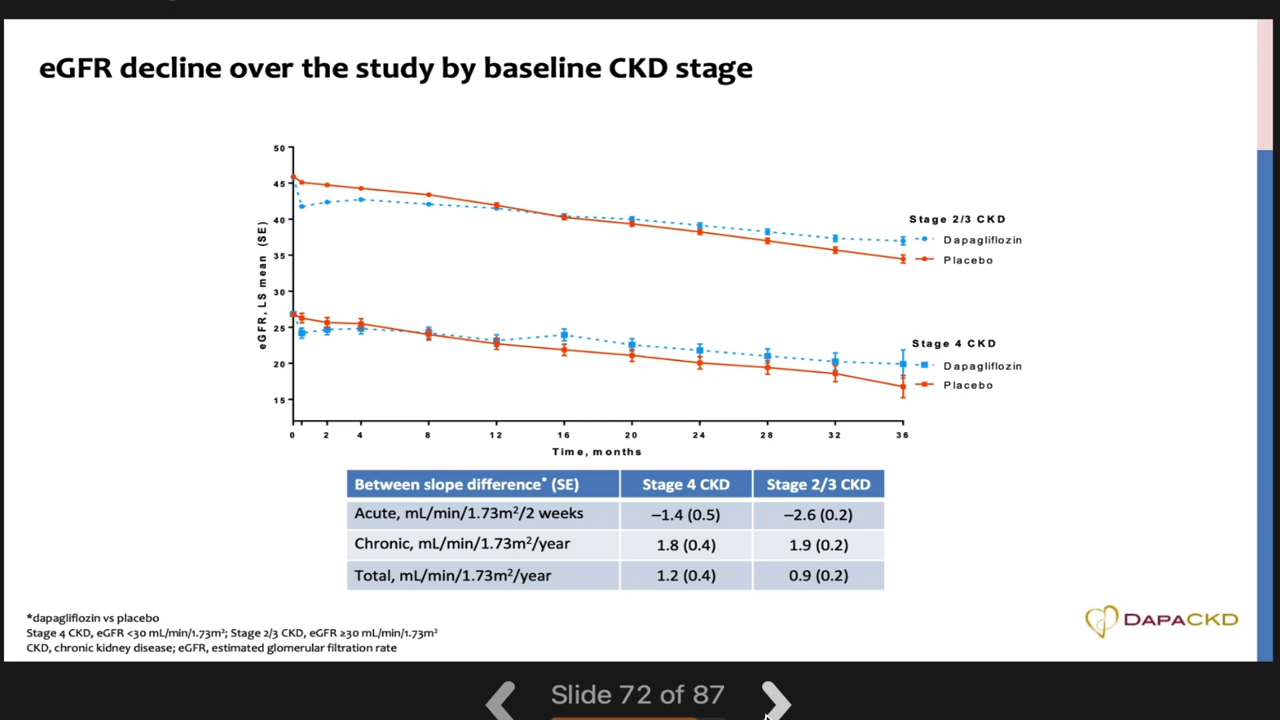 eGFR decline over the study by baseline CKD stage
50
45
40
35
30
25
20
15
eGFR, LS mean (SE)
0 2 4 8 12 16 20 24 28 32 36
Time, months
Stage 2/3 CKD
Dapagliflozin
Placebo
Stage 4 CKD
Dapagliflozin
Placebo
Between slope difference* (SE) Stage 4 CKD Stage 2/3 CKD
Acute, mL/min/1.73m²/2 weeks –1.4 (0.5) –2.6 (0.2)
Chronic, mL/min/1.73m²/year 1.8 (0.4) 1.9 (0.2)
Total, mL/min/1.73m²/year 1.2 (0.4) 0.9 (0.2)
*dapagliflozin vs placebo
Stage 4 CKD, eGFR <30 mL/min/1.73m²; Stage 2/3 CKD, eGFR ≥30 mL/min/1.73m²
CKD, chronic kidney disease; eGFR, estimated glomerular filtration rate
DAPACKD
Slide 72 of 87